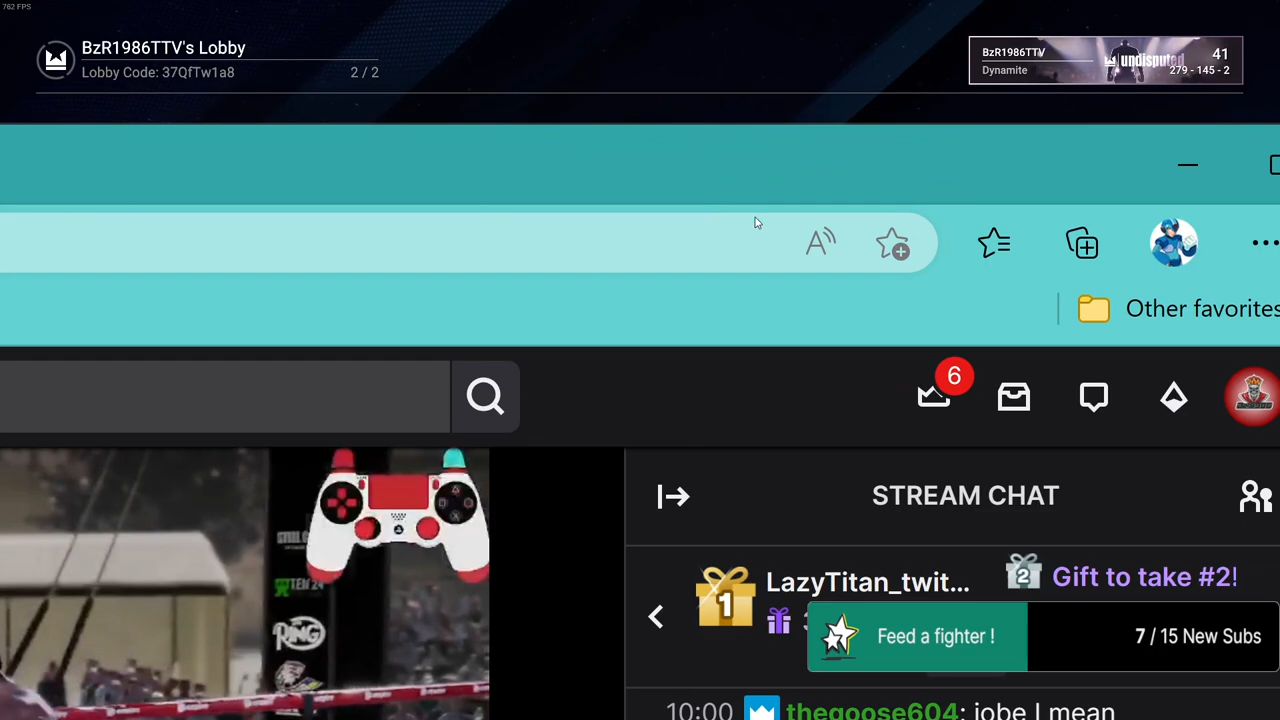 762 FPS
BzR1986TTV's Lobby
Lobby Code: 37QfTw1a8
2 / 2
BzR1986TTV
Dynamite
undisputed
41
279 - 145 - 2
Other favorites
6
STREAM CHAT
RING
1
LazyTitan_twit...
2
Gift to take #2!
Feed a fighter !
7 / 15 New Subs
10:00 thegoose604: jobe I mean